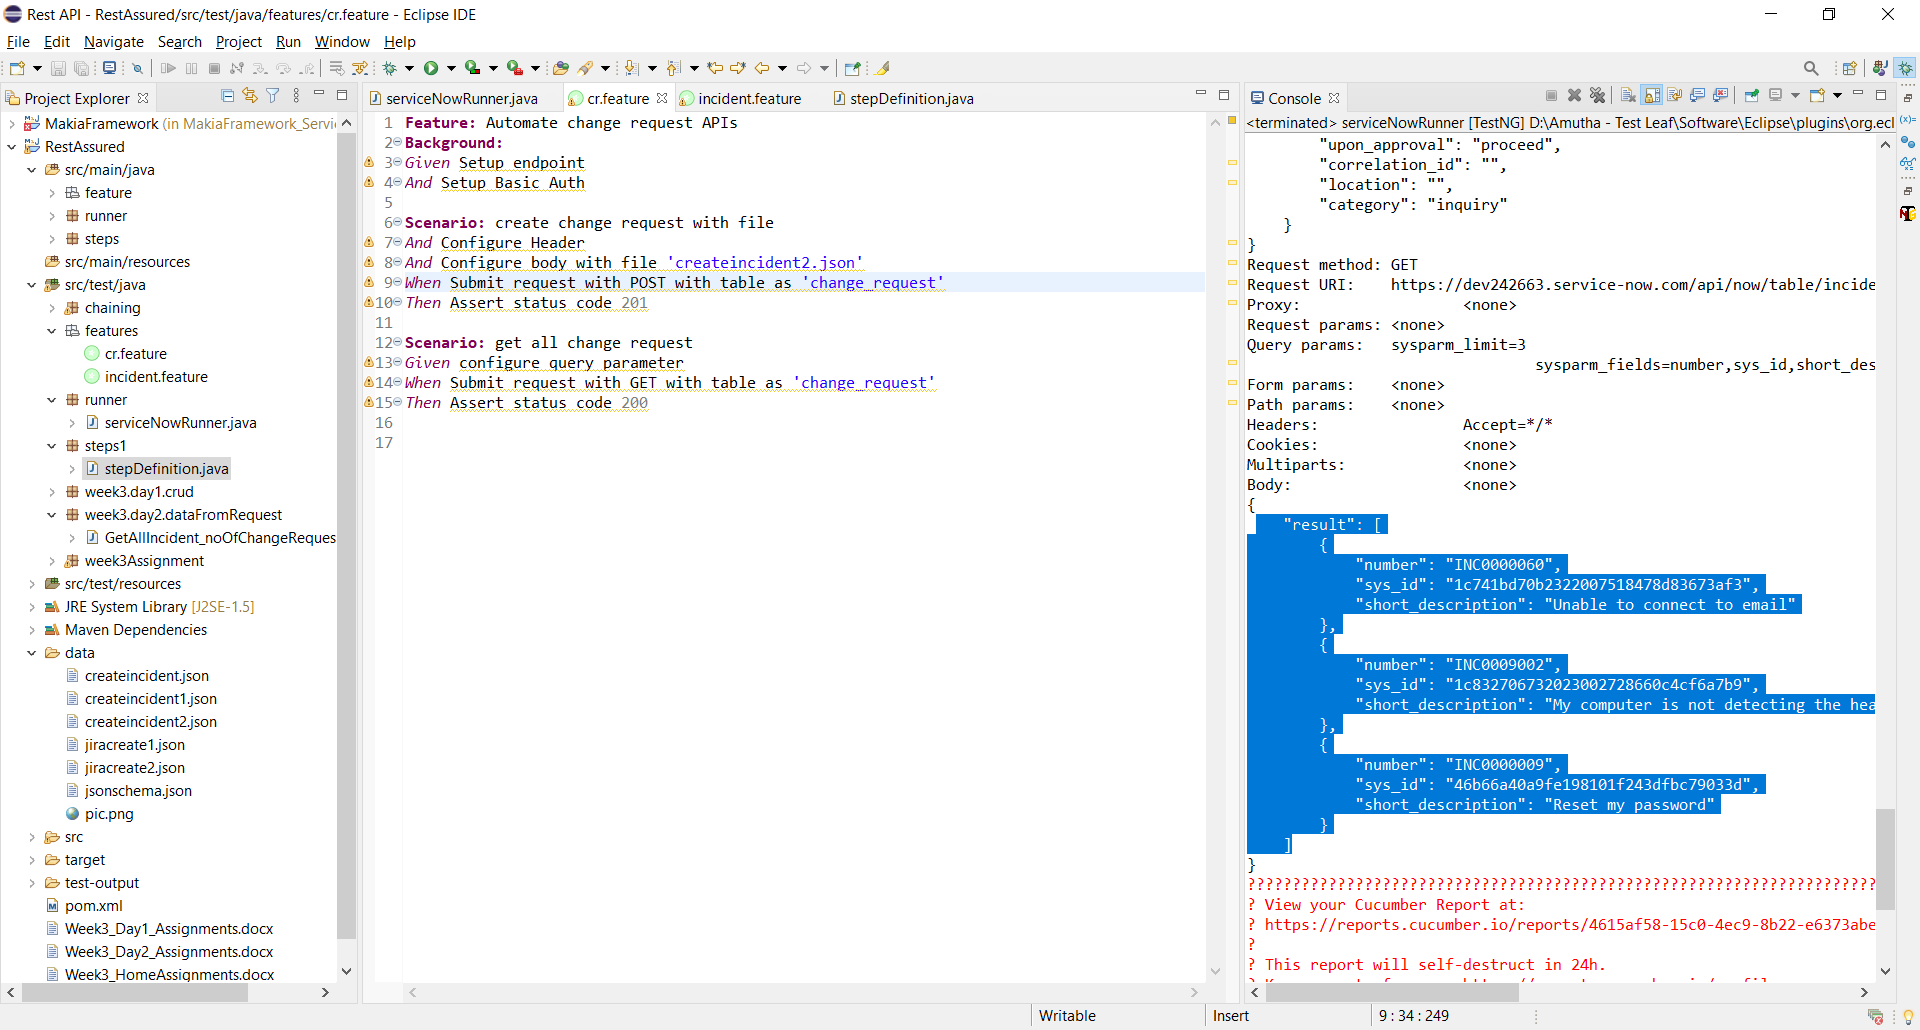 Rest API - RestAssured/src/test/java/features/cr.feature - Eclipse IDE
File Edit Navigate Search Project Run Window Help
Project Explorer
MakiaFramework (in MakiaFramework_Servi
RestAssured
src/main/java
feature
runner
steps
src/main/resources
src/test/java
chaining
features
cr.feature
incident.feature
runner
serviceNowRunner.java
steps1
stepDefinition.java
week3.day1.crud
week3.day2.dataFromRequest
GetAllIncident_noOfChangeReques
week3Assignment
src/test/resources
JRE System Library [J2SE-1.5]
Maven Dependencies
data
createincident.json
createincident1.json
createincident2.json
jiracreate1.json
jiracreate2.json
jsonschema.json
pic.png
src
target
test-output
pom.xml
Week3_Day1_Assignments.docx
Week3_Day2_Assignments.docx
Week3_HomeAssignments.docx
serviceNowRunner.java cr.feature incident.feature stepDefinition.java
1 Feature: Automate change request APIs
2 Background:
3 Given Setup endpoint
4 And Setup Basic Auth
5
6 Scenario: create change request with file
7 And Configure Header
8 And Configure body with file 'createincident2.json'
9 When Submit request with POST with table as 'change_request'
10 Then Assert status code 201
11
12 Scenario: get all change request
13 Given configure query parameter
14 When Submit request with GET with table as 'change_request'
15 Then Assert status code 200
16
17
Console
<terminated> serviceNowRunner [TestNG] D:\Amutha - Test Leaf\Software\Eclipse\plugins\org.ecl
"upon_approval": "proceed",
"correlation_id": "",
"location": "",
"category": "inquiry"
}
}
Request method: GET
Request URI: https://dev242663.service-now.com/api/now/table/incide
Proxy: <none>
Request params: <none>
Query params: sysparm_limit=3
sysparm_fields=number,sys_id,short_des
Form params: <none>
Path params: <none>
Headers: Accept=*/*
Cookies: <none>
Multiparts: <none>
Body: <none>
{
"result": [
{
"number": "INC0000060",
"sys_id": "1c741bd70b2322007518478d83673af3",
"short_description": "Unable to connect to email"
},
{
"number": "INC0009002",
"sys_id": "1c832706732023002728660c4cf6a7b9",
"short_description": "My computer is not detecting the hea
},
{
"number": "INC0000009",
"sys_id": "46b66a40a9fe198101f243dfbc79033d",
"short_description": "Reset my password"
}
]
}
??????????????????????????????????????????????????????????????????????
? View your Cucumber Report at:
? https://reports.cucumber.io/reports/4615af58-15c0-4ec9-8b22-e6373abe
?
? This report will self-destruct in 24h.
Writable Insert 9 : 34 : 249